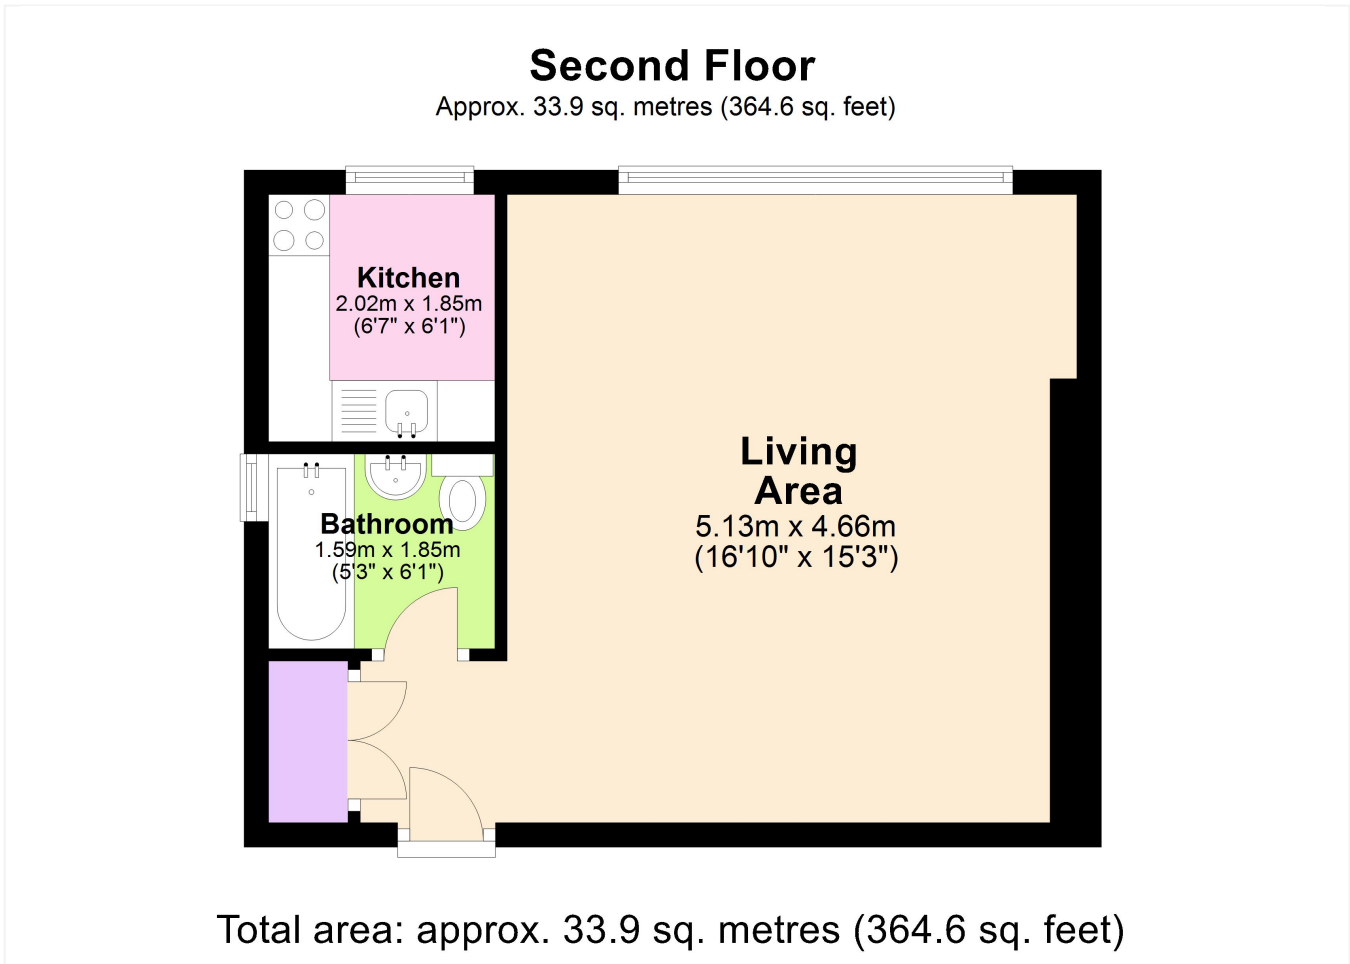 Second Floor
Approx. 33.9 sq. metres (364.6 sq. feet)
Kitchen
2.02m x 1.85m
(6'7" x 6'1")
Living
Area
5.13m x 4.66m
(16'10" x 15'3")
Bathroom
1.59m x 1.85m
(5'3" x 6'1")
Total area: approx. 33.9 sq. metres (364.6 sq. feet)